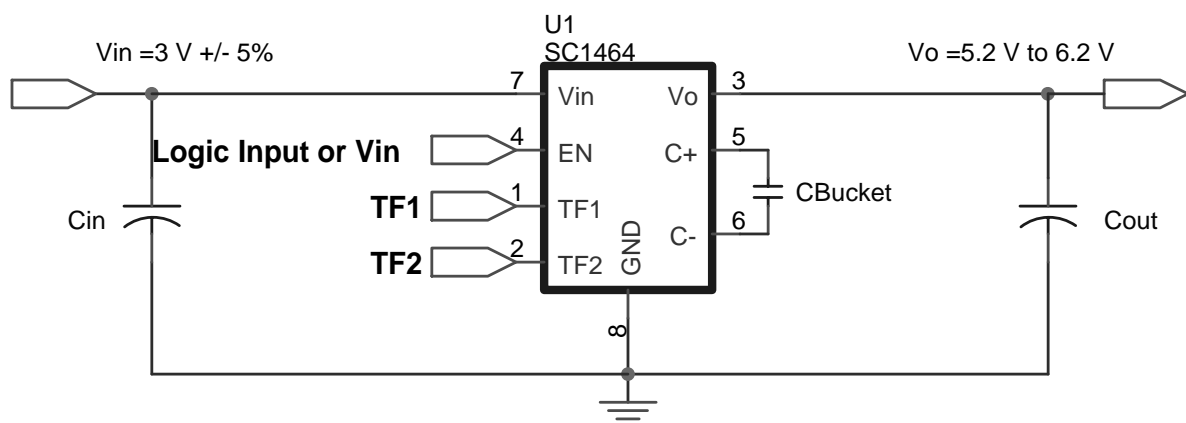 U1
SC1464
Vin =3 V +/- 5%
Vo =5.2 V to 6.2 V
7
Vin
Vo
3
Logic Input or Vin
4
EN
C+
5
CBucket
TF1
1
TF1
C-
6
TF2
2
TF2
GND
8
Cin
Cout